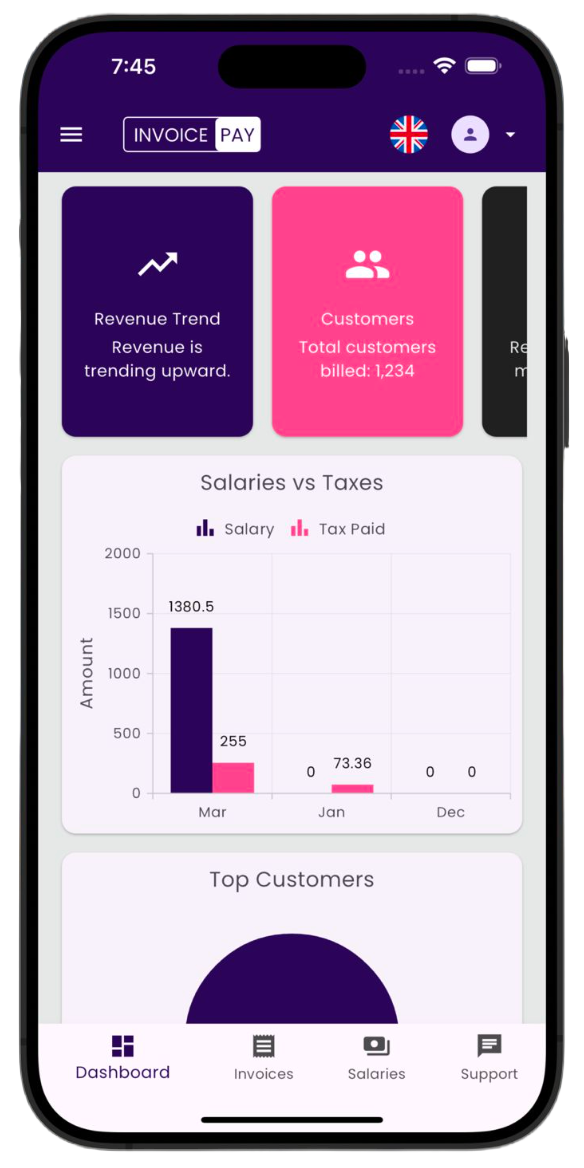 7:45
INVOICE PAY
Revenue Trend
Revenue is
trending upward.
Customers
Total customers
billed: 1,234
Salaries vs Taxes
Salary Tax Paid
Amount
2000
1500
1000
500
0
1380.5
255
0
73.36
0
0
Mar
Jan
Dec
Top Customers
Dashboard
Invoices
Salaries
Support